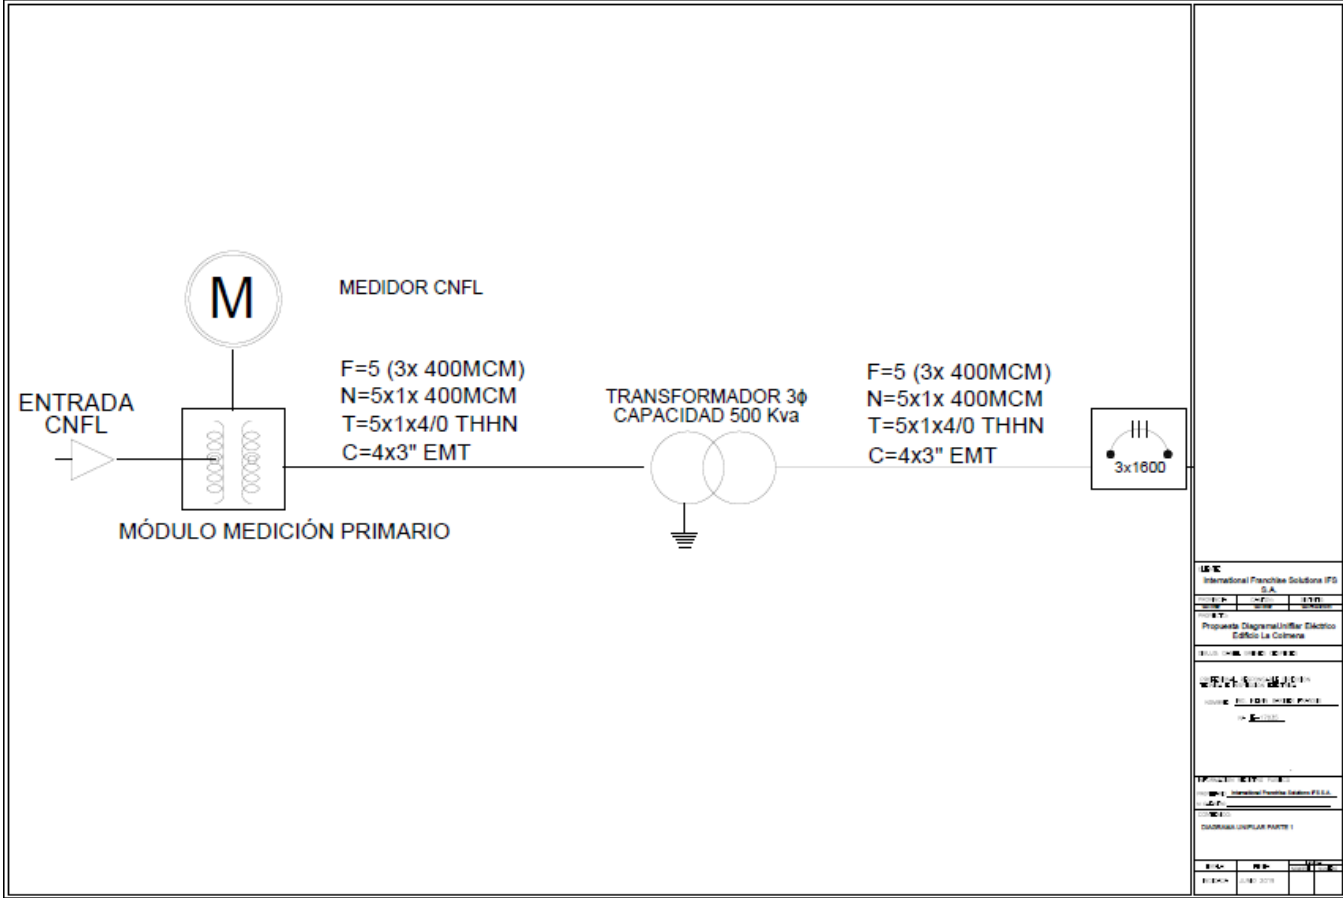 M
MEDIDOR CNFL
ENTRADA
CNFL
F=5 (3x 400MCM)
N=5x1x 400MCM
T=5x1x4/0 THHN
C=4x3" EMT
MÓDULO MEDICIÓN PRIMARIO
TRANSFORMADOR 3ϕ
CAPACIDAD 500 Kva
F=5 (3x 400MCM)
N=5x1x 400MCM
T=5x1x4/0 THHN
C=4x3" EMT
3x1600
International Franchise Solutions IFS
S.A.
Propuesta DiagramaUnifilar Eléctrico
Edificio La Colmena
International Franchise Solutions IFS S.A.
DIAGRAMA UNIFILAR PARTE 1